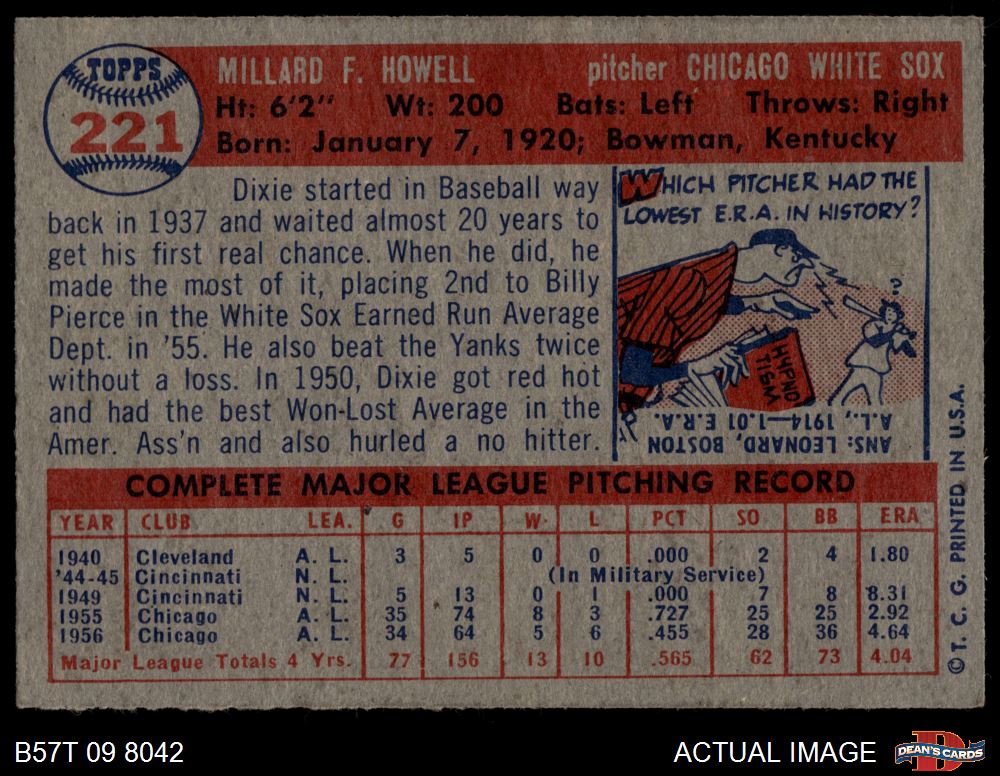 TOPPS
221
MILLARD F. HOWELL pitcher CHICAGO WHITE SOX
Ht: 6'2" Wt: 200 Bats: Left Throws: Right
Born: January 7, 1920; Bowman, Kentucky
Dixie started in Baseball way
back in 1937 and waited almost 20 years to
get his first real chance. When he did, he
made the most of it, placing 2nd to Billy
Pierce in the White Sox Earned Run Average
Dept. in '55. He also beat the Yanks twice
without a loss. In 1950, Dixie got red hot
and had the best Won-Lost Average in the
Amer. Ass'n and also hurled a no hitter.
WHICH PITCHER HAD THE
LOWEST E.R.A. IN HISTORY?
?
HYPNO
TISM
ANS: LEONARD, BOSTON
A.L., 1914—1.01 E.R.A.
COMPLETE MAJOR LEAGUE PITCHING RECORD
YEAR CLUB LEA. G IP W L PCT SO BB ERA
1940 Cleveland A. L. 3 5 0 0 .000 2 4 1.80
'44-45 Cincinnati N. L. (In Military Service)
1949 Cincinnati N. L. 5 13 0 1 .000 7 8 8.31
1955 Chicago A. L. 35 74 8 3 .727 25 25 2.92
1956 Chicago A. L. 34 64 5 6 .455 28 36 4.64
Major League Totals 4 Yrs. 77 156 13 10 .565 62 73 4.04
© T. C. G. PRINTED IN U.S.A.
B57T 09 8042 ACTUAL IMAGE
D
DEAN'S CARDS